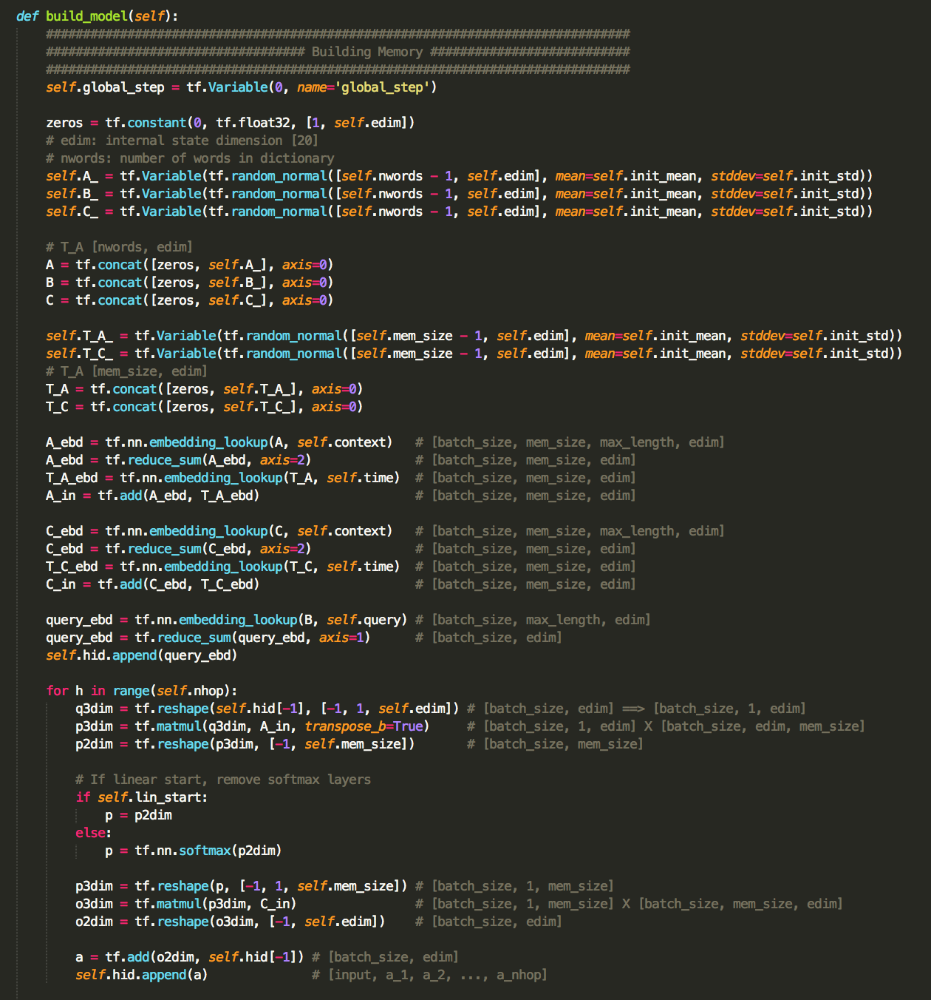 def build_model(self):
###############################################################################
################################### Building Memory ###########################
###############################################################################
self.global_step = tf.Variable(0, name='global_step')
zeros = tf.constant(0, tf.float32, [1, self.edim])
# edim: internal state dimension [20]
# nwords: number of words in dictionary
self.A_ = tf.Variable(tf.random_normal([self.nwords - 1, self.edim], mean=self.init_mean, stddev=self.init_std))
self.B_ = tf.Variable(tf.random_normal([self.nwords - 1, self.edim], mean=self.init_mean, stddev=self.init_std))
self.C_ = tf.Variable(tf.random_normal([self.nwords - 1, self.edim], mean=self.init_mean, stddev=self.init_std))
# T_A [nwords, edim]
A = tf.concat([zeros, self.A_], axis=0)
B = tf.concat([zeros, self.B_], axis=0)
C = tf.concat([zeros, self.C_], axis=0)
self.T_A_ = tf.Variable(tf.random_normal([self.mem_size - 1, self.edim], mean=self.init_mean, stddev=self.init_std))
self.T_C_ = tf.Variable(tf.random_normal([self.mem_size - 1, self.edim], mean=self.init_mean, stddev=self.init_std))
# T_A [mem_size, edim]
T_A = tf.concat([zeros, self.T_A_], axis=0)
T_C = tf.concat([zeros, self.T_C_], axis=0)
A_ebd = tf.nn.embedding_lookup(A, self.context)   # [batch_size, mem_size, max_length, edim]
A_ebd = tf.reduce_sum(A_ebd, axis=2)              # [batch_size, mem_size, edim]
T_A_ebd = tf.nn.embedding_lookup(T_A, self.time)  # [batch_size, mem_size, edim]
A_in = tf.add(A_ebd, T_A_ebd)                     # [batch_size, mem_size, edim]
C_ebd = tf.nn.embedding_lookup(C, self.context)   # [batch_size, mem_size, max_length, edim]
C_ebd = tf.reduce_sum(C_ebd, axis=2)              # [batch_size, mem_size, edim]
T_C_ebd = tf.nn.embedding_lookup(T_C, self.time)  # [batch_size, mem_size, edim]
C_in = tf.add(C_ebd, T_C_ebd)                     # [batch_size, mem_size, edim]
query_ebd = tf.nn.embedding_lookup(B, self.query) # [batch_size, max_length, edim]
query_ebd = tf.reduce_sum(query_ebd, axis=1)      # [batch_size, edim]
self.hid.append(query_ebd)
for h in range(self.nhop):
q3dim = tf.reshape(self.hid[-1], [-1, 1, self.edim]) # [batch_size, edim] ==> [batch_size, 1, edim]
p3dim = tf.matmul(q3dim, A_in, transpose_b=True)     # [batch_size, 1, edim] X [batch_size, edim, mem_size]
p2dim = tf.reshape(p3dim, [-1, self.mem_size])       # [batch_size, mem_size]
# If linear start, remove softmax layers
if self.lin_start:
p = p2dim
else:
p = tf.nn.softmax(p2dim)
p3dim = tf.reshape(p, [-1, 1, self.mem_size]) # [batch_size, 1, mem_size]
o3dim = tf.matmul(p3dim, C_in)                # [batch_size, 1, mem_size] X [batch_size, mem_size, edim]
o2dim = tf.reshape(o3dim, [-1, self.edim])    # [batch_size, edim]
a = tf.add(o2dim, self.hid[-1]) # [batch_size, edim]
self.hid.append(a)              # [input, a_1, a_2, ..., a_nhop]